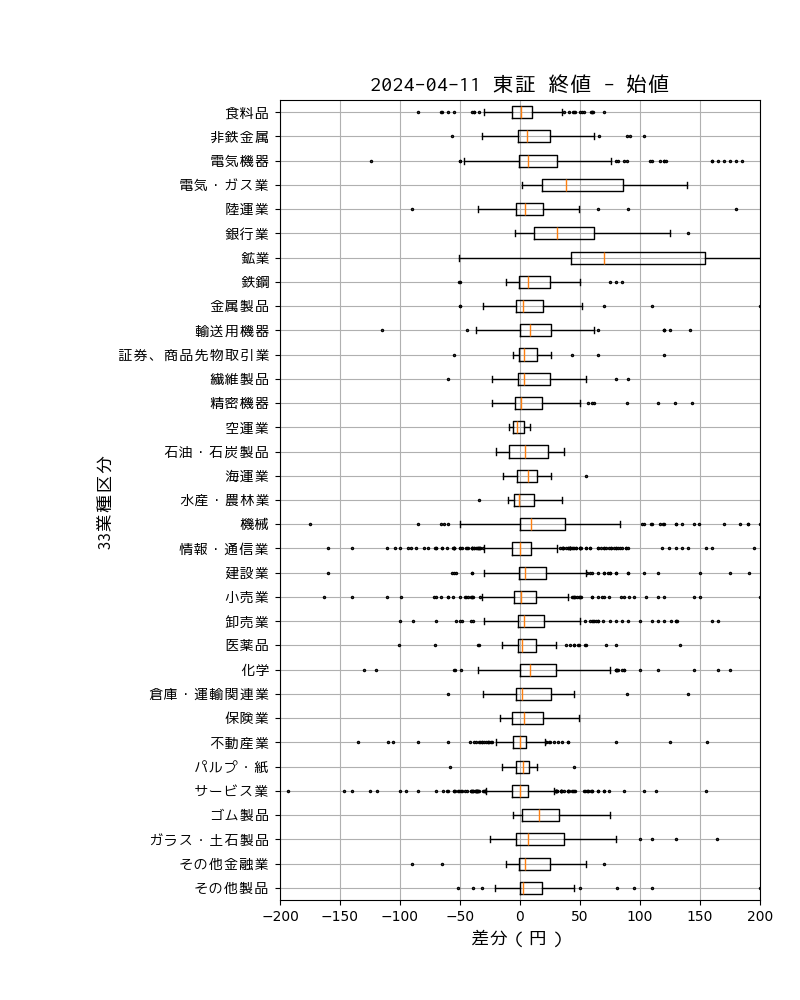 2024-04-11 東証 終値 - 始値
食料品
非鉄金属
電気機器
電気・ガス業
陸運業
銀行業
鉱業
鉄鋼
金属製品
輸送用機器
証券、商品先物取引業
繊維製品
精密機器
空運業
石油・石炭製品
海運業
水産・農林業
機械
情報・通信業
建設業
小売業
卸売業
医薬品
化学
倉庫・運輸関連業
保険業
不動産業
パルプ・紙
サービス業
ゴム製品
ガラス・土石製品
その他金融業
その他製品
33業種区分
−200 −150 −100 −50 0 50 100 150 200
差分（円）